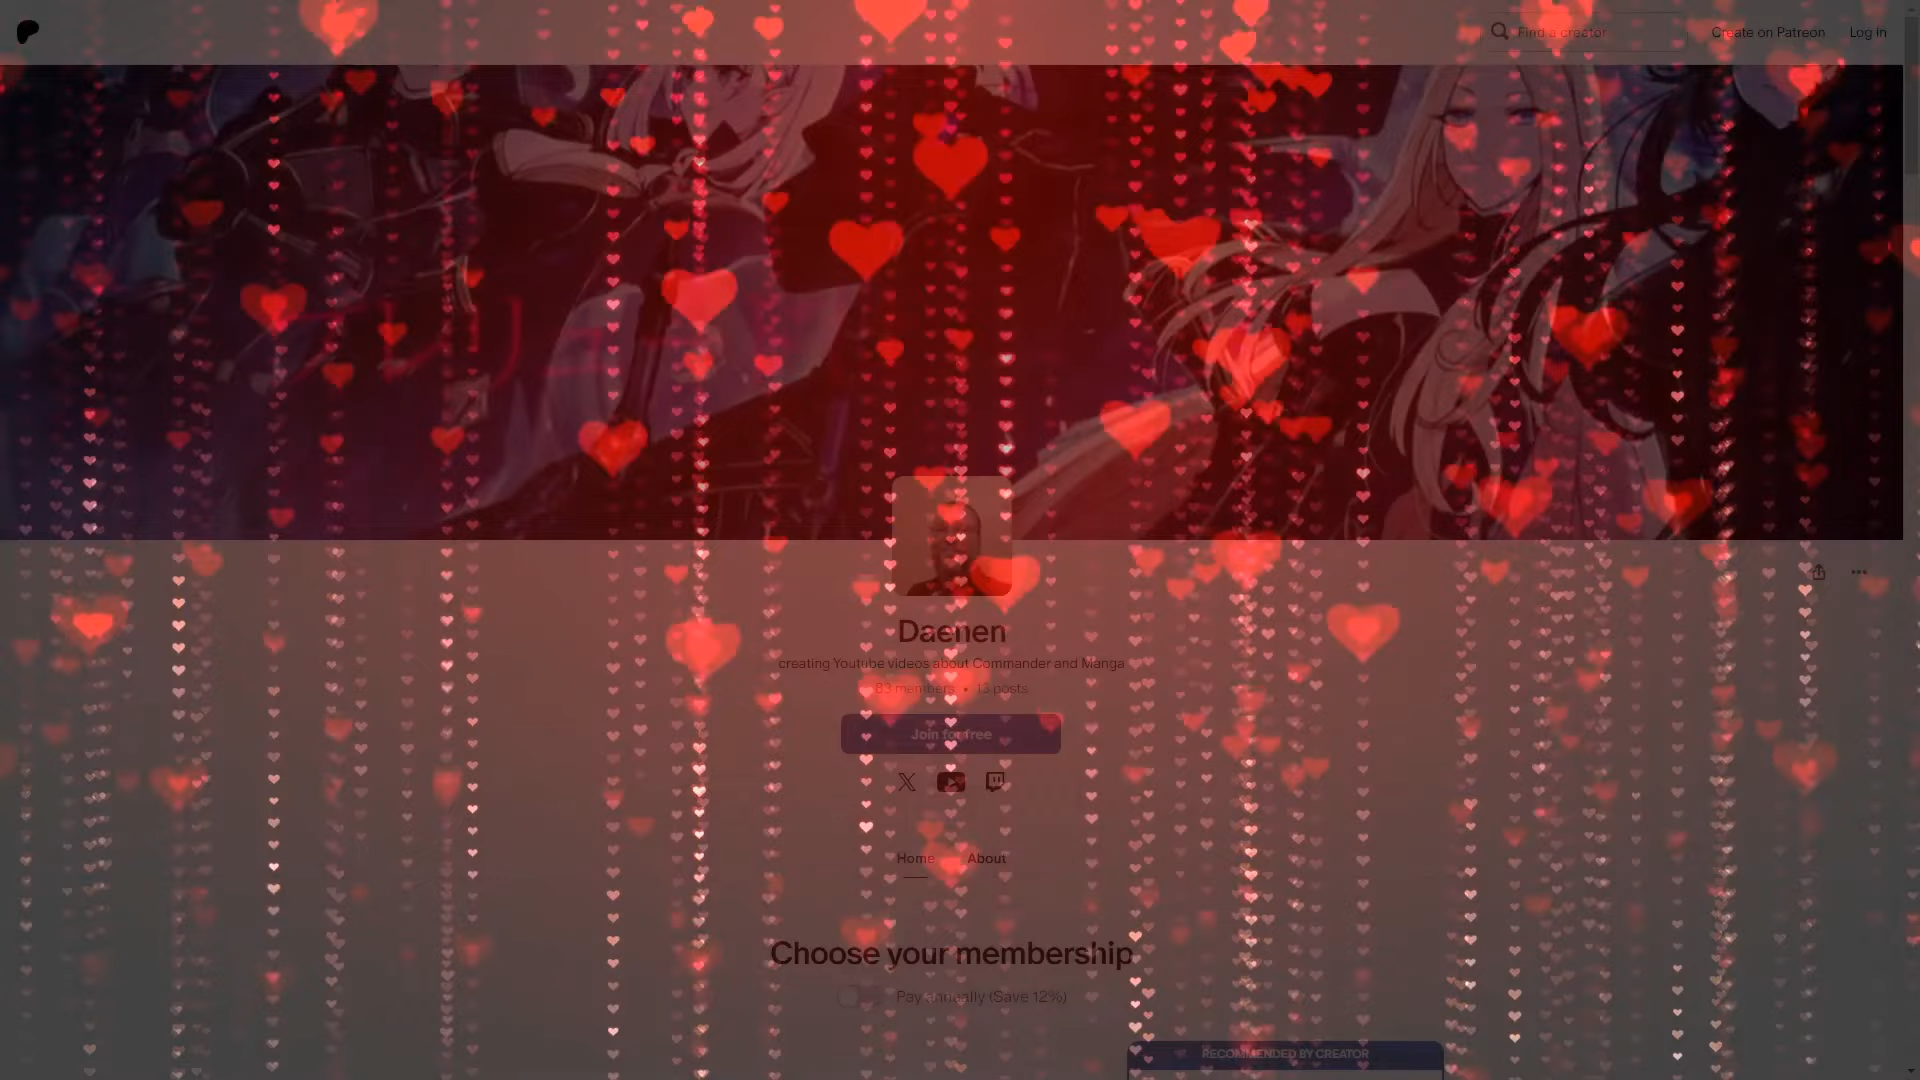 Find a creator
Create on Patreon
Log in
Daenen
creating Youtube videos about Commander and Manga
83 members • 13 posts
Join for free
Home
About
Choose your membership
Pay annually (Save 12%)
RECOMMENDED BY CREATOR